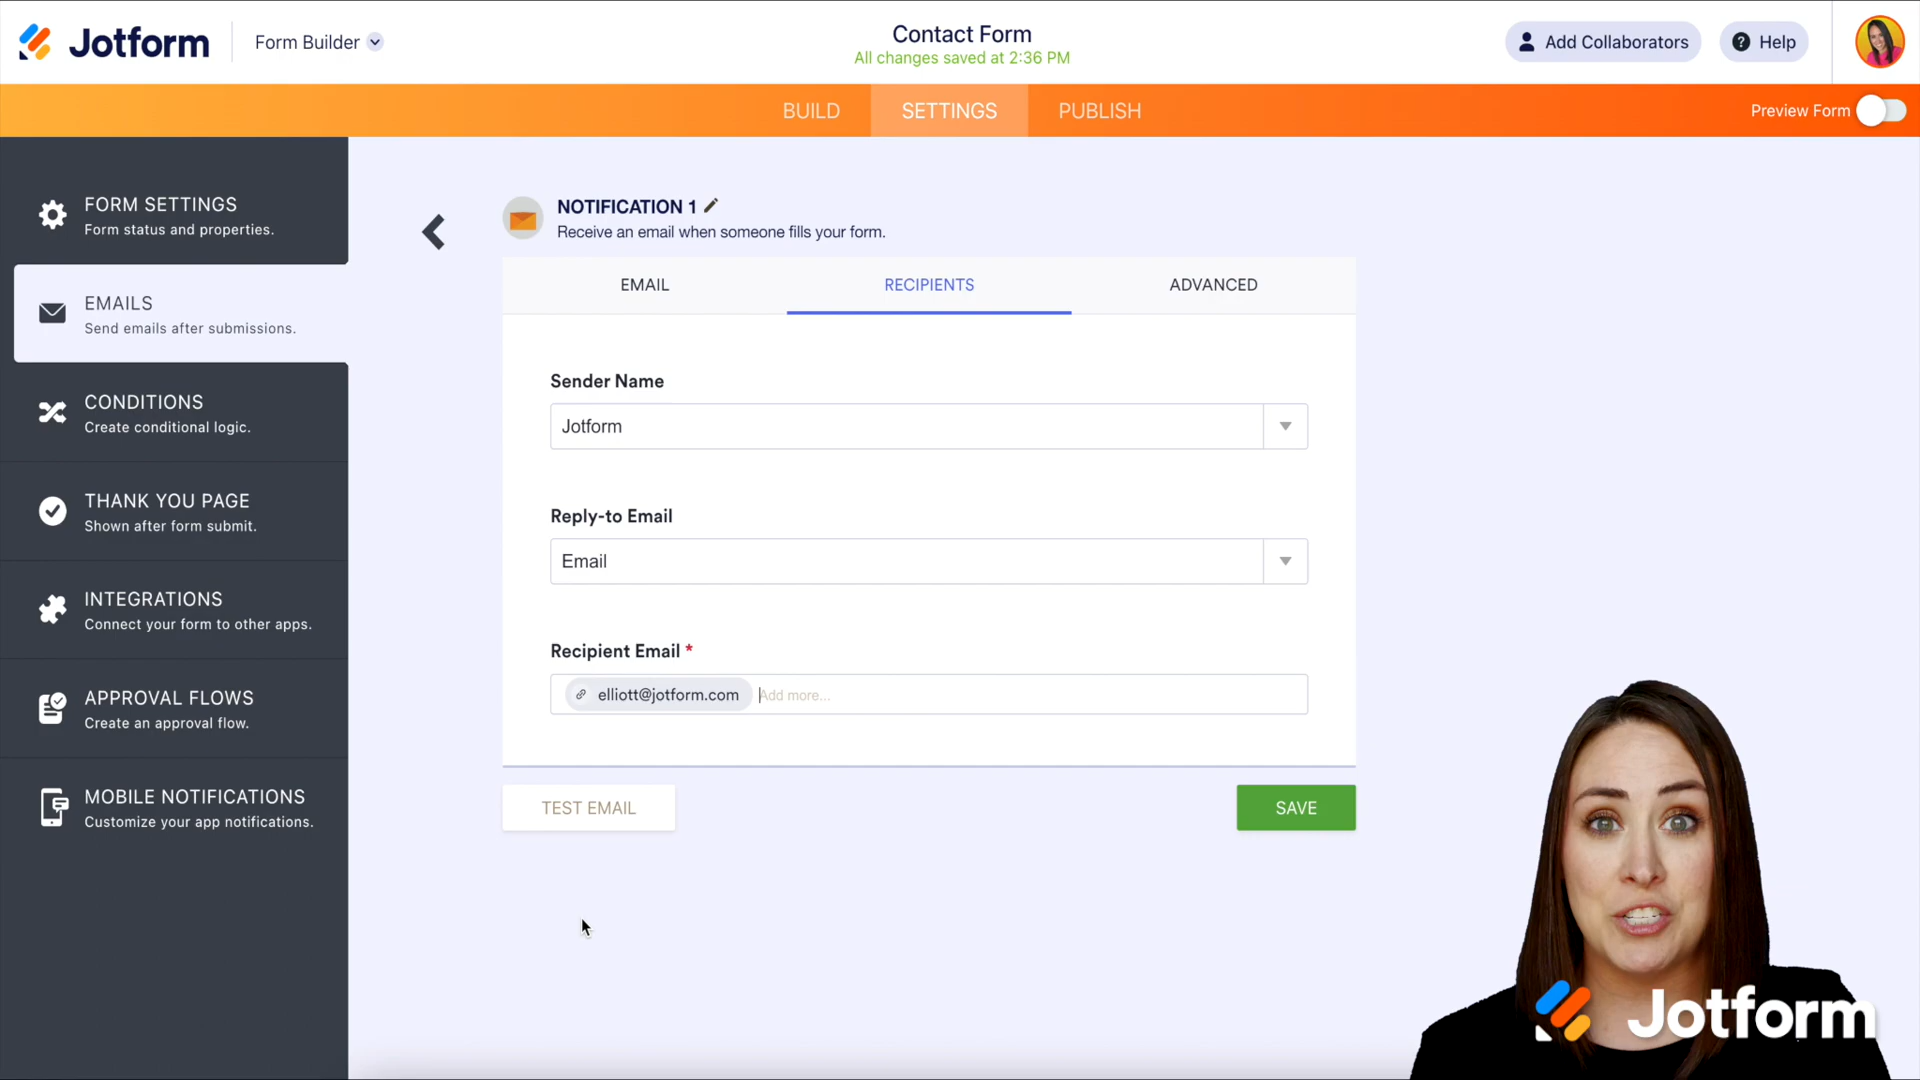 Jotform
Form Builder
Contact Form
All changes saved at 2:36 PM
Add Collaborators
Help
BUILD
SETTINGS
PUBLISH
Preview Form
FORM SETTINGS
Form status and properties.
EMAILS
Send emails after submissions.
CONDITIONS
Create conditional logic.
THANK YOU PAGE
Shown after form submit.
INTEGRATIONS
Connect your form to other apps.
APPROVAL FLOWS
Create an approval flow.
MOBILE NOTIFICATIONS
Customize your app notifications.
NOTIFICATION 1
Receive an email when someone fills your form.
EMAIL
RECIPIENTS
ADVANCED
Sender Name
Jotform
Reply-to Email
Email
Recipient Email *
elliott@jotform.com Add more...
TEST EMAIL
SAVE
Jotform